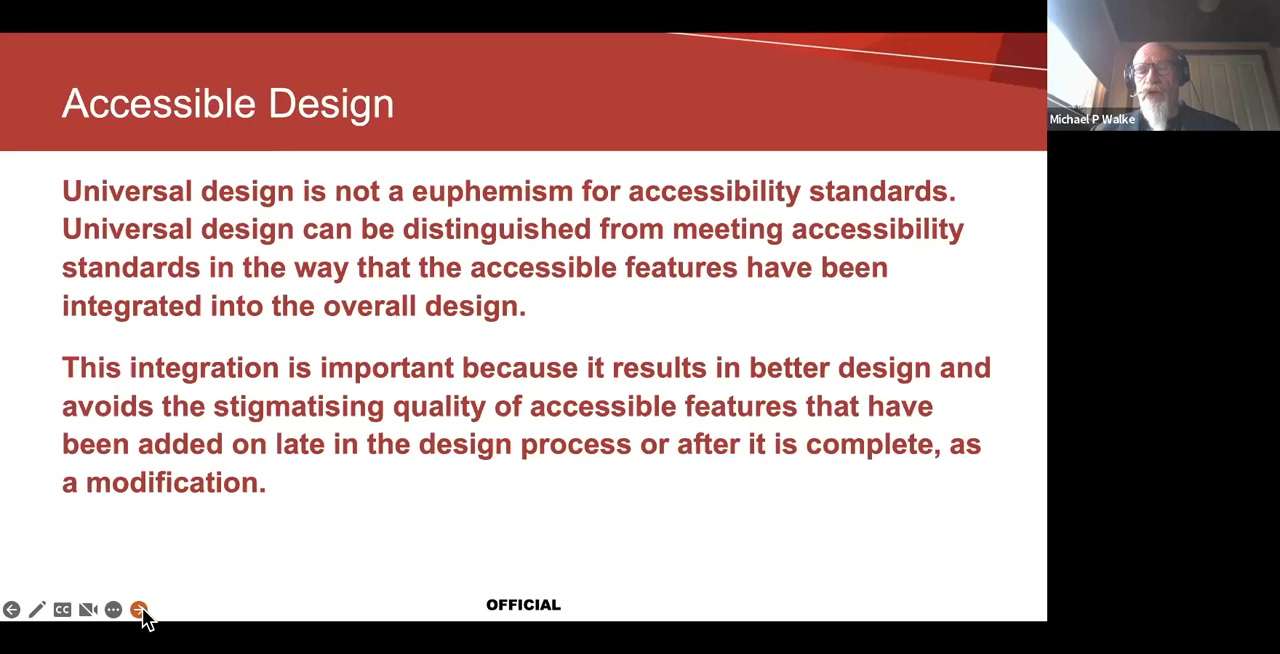 Accessible Design
Michael P Walke
Universal design is not a euphemism for accessibility standards.
Universal design can be distinguished from meeting accessibility
standards in the way that the accessible features have been
integrated into the overall design.
This integration is important because it results in better design and
avoids the stigmatising quality of accessible features that have
been added on late in the design process or after it is complete, as
a modification.
CC
OFFICIAL